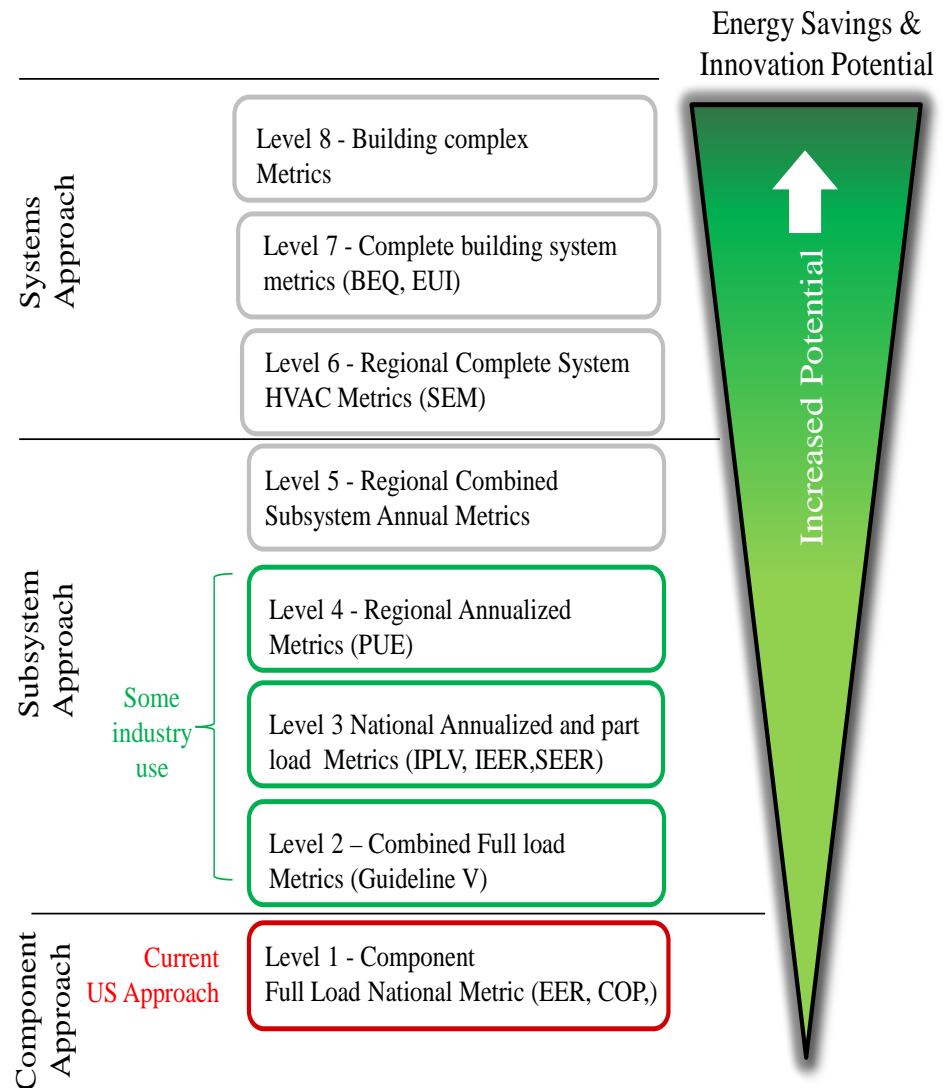 Energy Savings &
Innovation Potential
Systems
Approach
Level 8 - Building complex
Metrics
Level 7 - Complete building system
metrics (BEQ, EUI)
Level 6 - Regional Complete System
HVAC Metrics (SEM)
Increased Potential
Subsystem
Approach
Level 5 - Regional Combined
Subsystem Annual Metrics
Level 4 - Regional Annualized
Metrics (PUE)
Some
industry
use
Level 3 National Annualized and part
load  Metrics (IPLV, IEER,SEER)
Level 2 – Combined Full load
Metrics (Guideline V)
Component
Approach
Current
US Approach
Level 1 - Component
Full Load National Metric (EER, COP,)